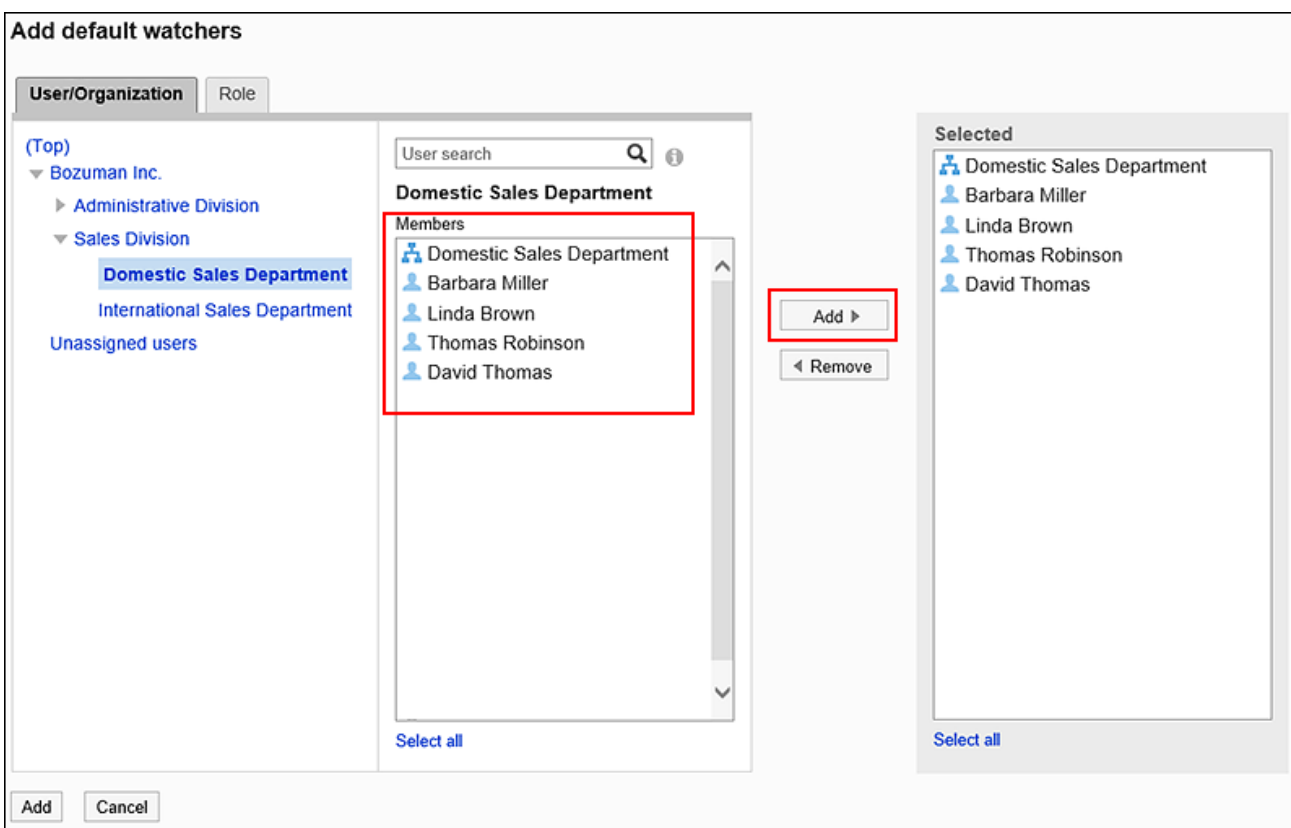 Add default watchers
User/Organization
Role
(Top)
Bozuman Inc.
Administrative Division
Sales Division
Domestic Sales Department
International Sales Department
Unassigned users
User search
Domestic Sales Department
Members
Domestic Sales Department
Barbara Miller
Linda Brown
Thomas Robinson
David Thomas
Select all
Add
Remove
Selected
Domestic Sales Department
Barbara Miller
Linda Brown
Thomas Robinson
David Thomas
Select all
Add
Cancel